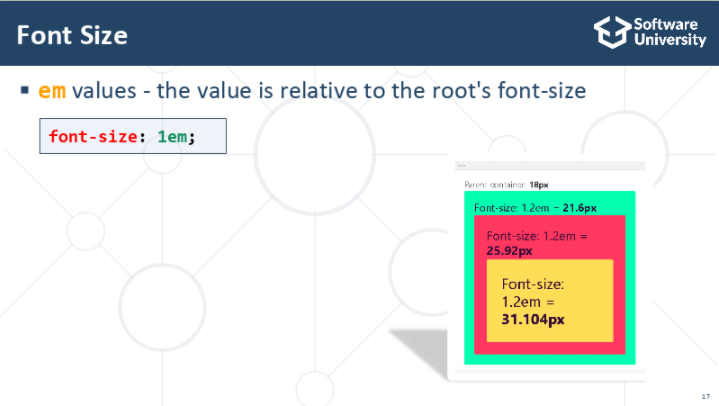 Font Size
Software
University
em values - the value is relative to the root's font-size
font-size: 1em;
Parent container: 18px
Font-size: 1.2em = 21.6px
Font-size: 1.2em =
25.92px
Font-size:
1.2em =
31.104px
17